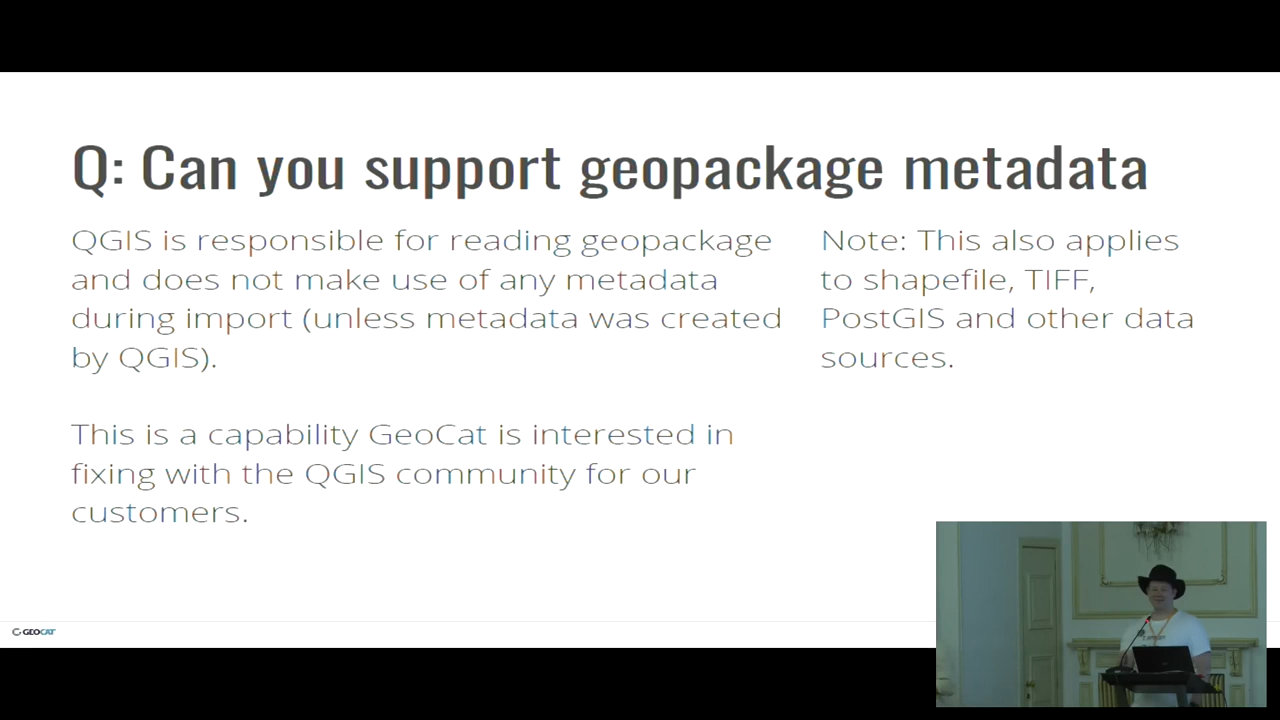 Q: Can you support geopackage metadata
QGIS is responsible for reading geopackage
and does not make use of any metadata
during import (unless metadata was created
by QGIS).
This is a capability GeoCat is interested in
fixing with the QGIS community for our
customers.
Note: This also applies
to shapefile, TIFF,
PostGIS and other data
sources.
GEOCAT